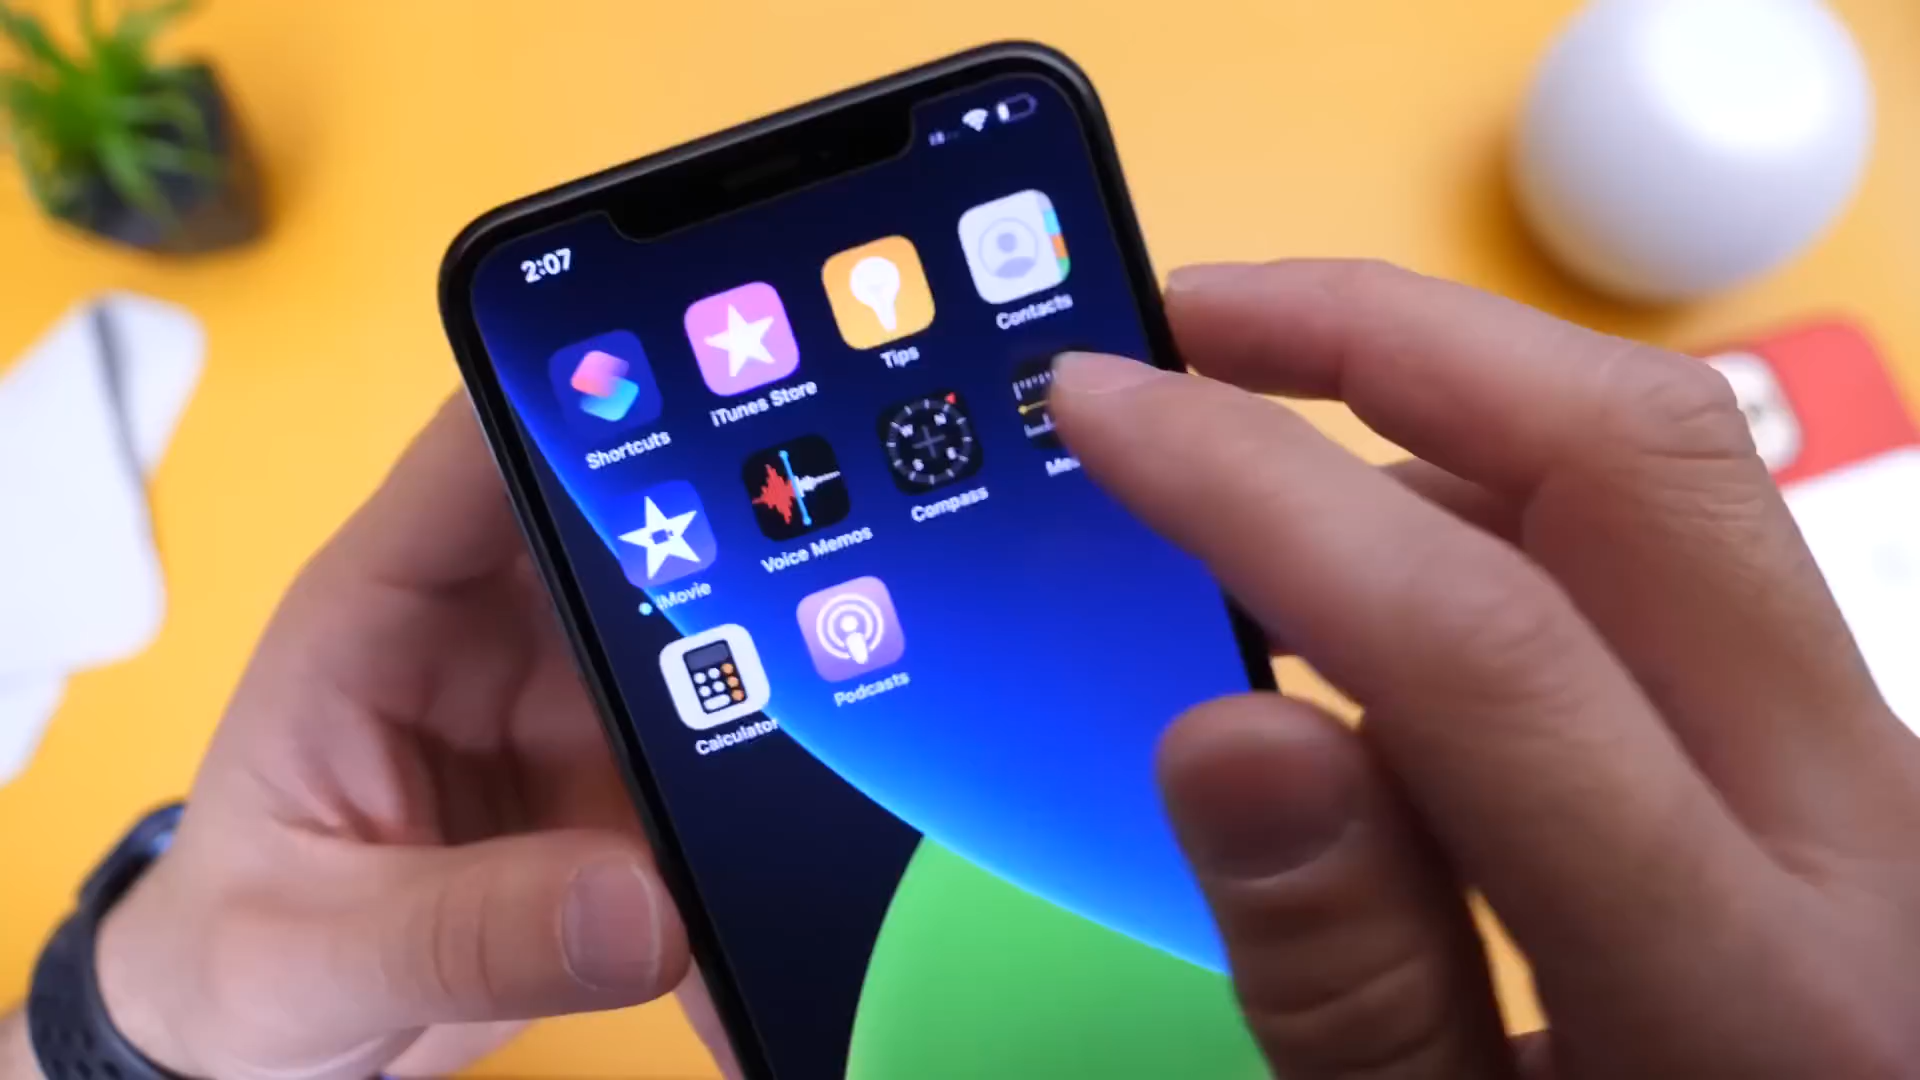 2:07
Shortcuts
iTunes Store
Tips
Contacts
iMovie
Voice Memos
Compass
W
N
S
E
Calculator
Podcasts